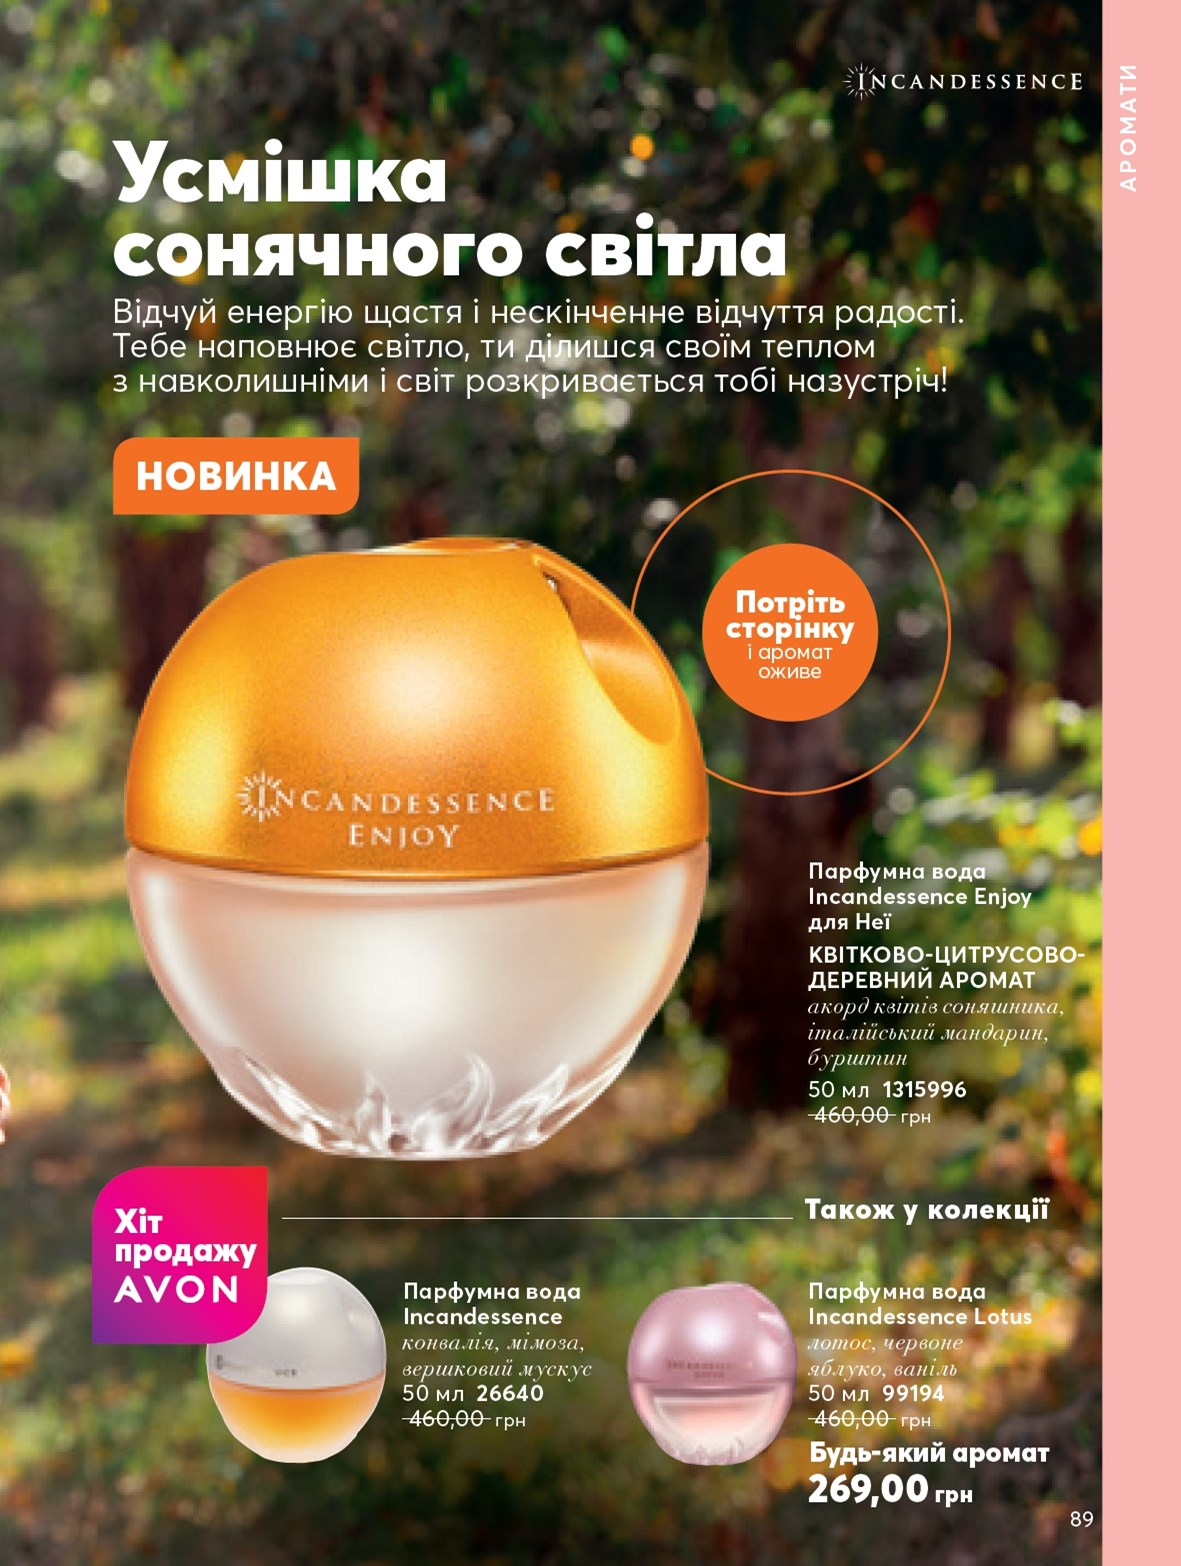 INCANDESSENCE
АРОМАТИ
Усмішка
сонячного світла
Відчуй енергію щастя і нескінченне відчуття радості.
Тебе наповнює світло, ти ділишся своїм теплом
з навколишніми і світ розкривається тобі назустріч!
НОВИНКА
Потріть
сторінку
і аромат
оживе
INCANDESSENCE
ENJOY
Парфумна вода
Incandessence Enjoy
для Неї
КВІТКОВО-ЦИТРУСОВО-
ДЕРЕВНИЙ АРОМАТ
акорд квітів соняшника,
італійський мандарин,
бурштин
50 мл 1315996
460,00 грн
Також у колекції
Хіт
продажу
AVON
Парфумна вода
Incandessence
конвалія, мімоза,
вершковий мускус
50 мл 26640
460,00 грн
Парфумна вода
Incandessence Lotus
лотос, червоне
яблуко, ваніль
50 мл 99194
460,00 грн
Будь-який аромат
269,00 грн
89